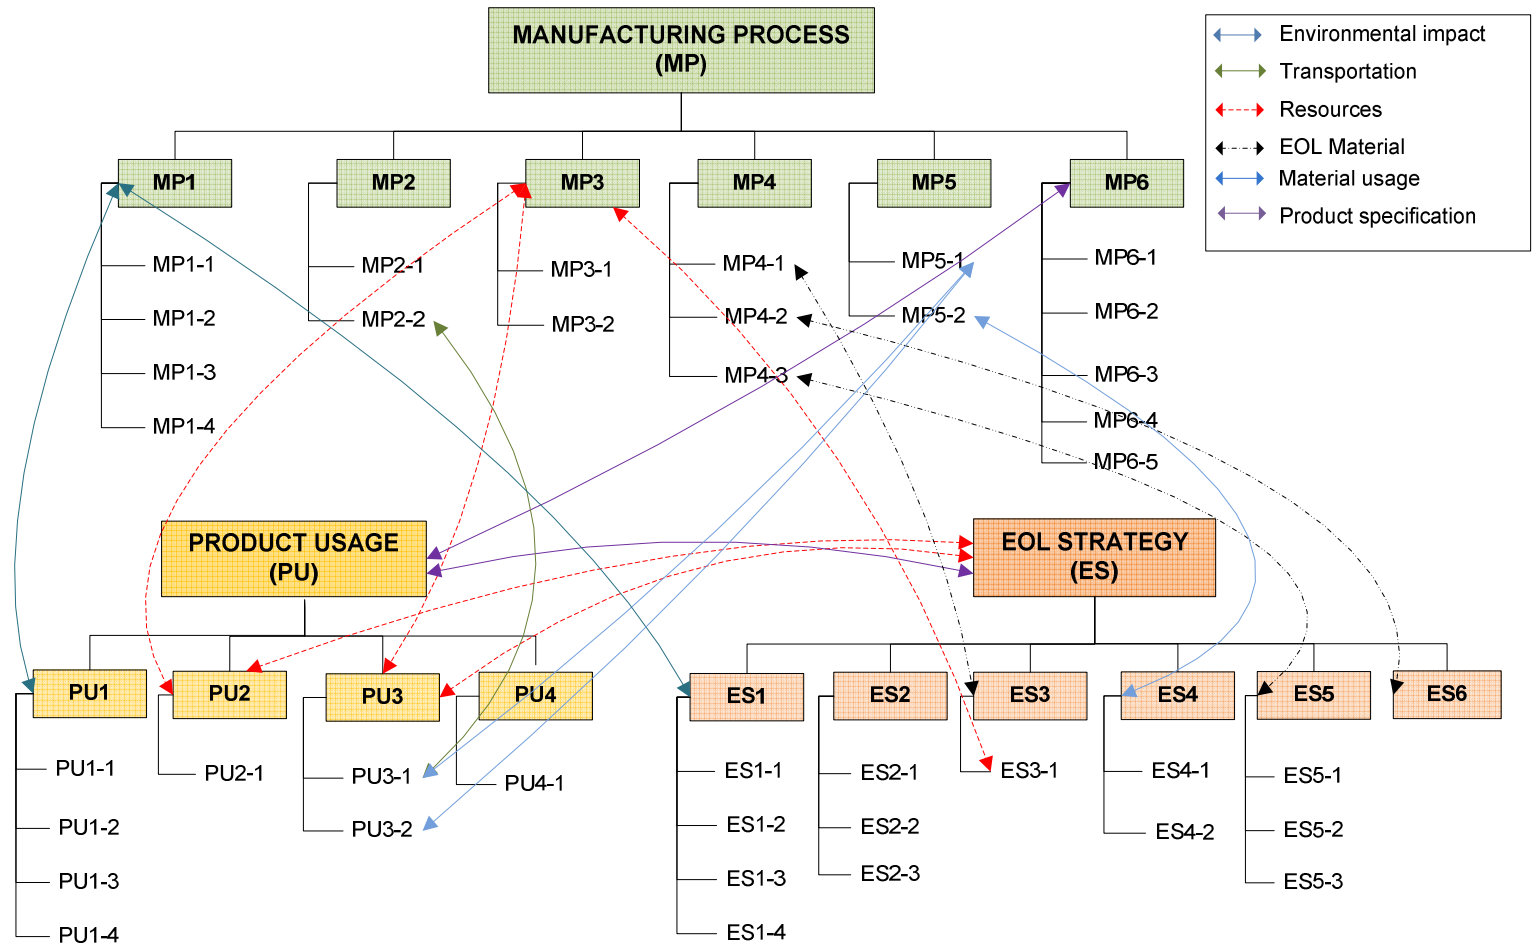 MANUFACTURING PROCESS
(MP)
Environmental impact
Transportation
Resources
EOL Material
Material usage
Product specification
MP1
MP2
MP3
MP4
MP5
MP6
MP1-1
MP1-2
MP1-3
MP1-4
MP2-1
MP2-2
MP3-1
MP3-2
MP4-1
MP4-2
MP4-3
MP5-1
MP5-2
MP6-1
MP6-2
MP6-3
MP6-4
MP6-5
PRODUCT USAGE
(PU)
EOL STRATEGY
(ES)
PU1
PU2
PU3
PU4
PU1-1
PU1-2
PU1-3
PU1-4
PU2-1
PU3-1
PU3-2
PU4-1
ES1
ES2
ES3
ES4
ES5
ES6
ES1-1
ES1-2
ES1-3
ES1-4
ES2-1
ES2-2
ES2-3
ES3-1
ES4-1
ES4-2
ES5-1
ES5-2
ES5-3